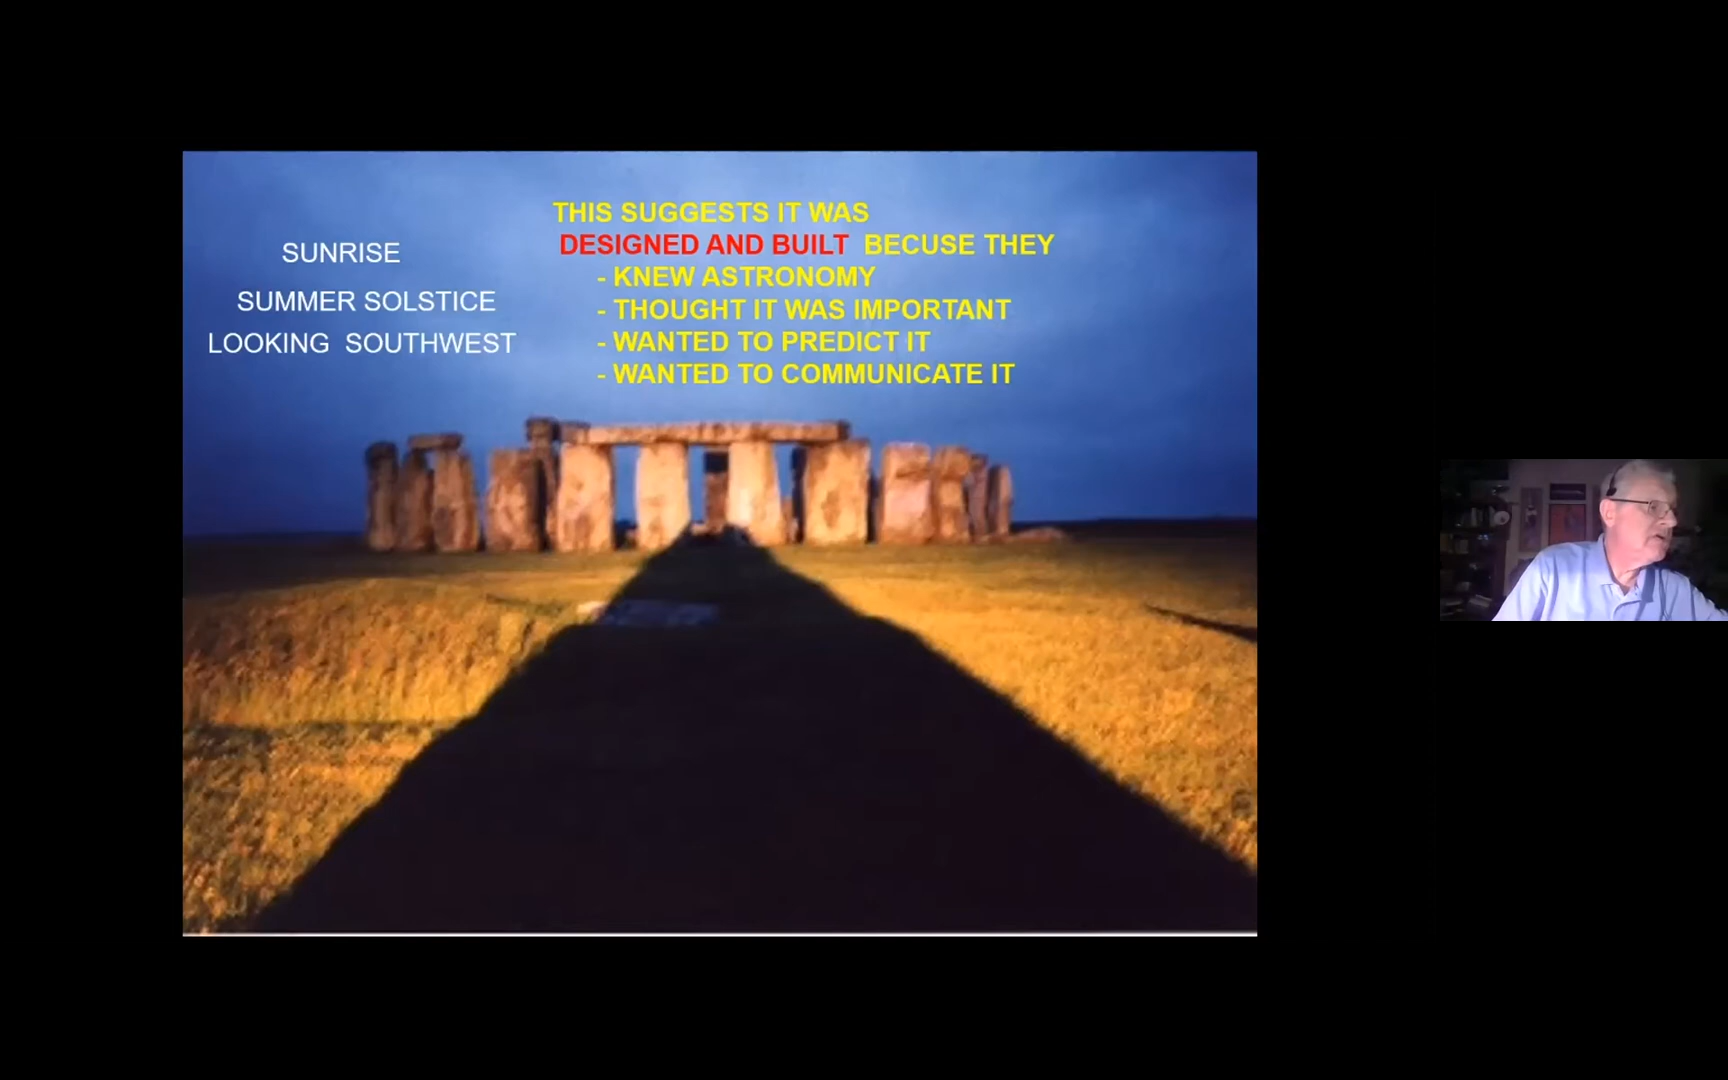 SUNRISE
SUMMER SOLSTICE
LOOKING SOUTHWEST
THIS SUGGESTS IT WAS
DESIGNED AND BUILT BECUSE THEY
- KNEW ASTRONOMY
- THOUGHT IT WAS IMPORTANT
- WANTED TO PREDICT IT
- WANTED TO COMMUNICATE IT